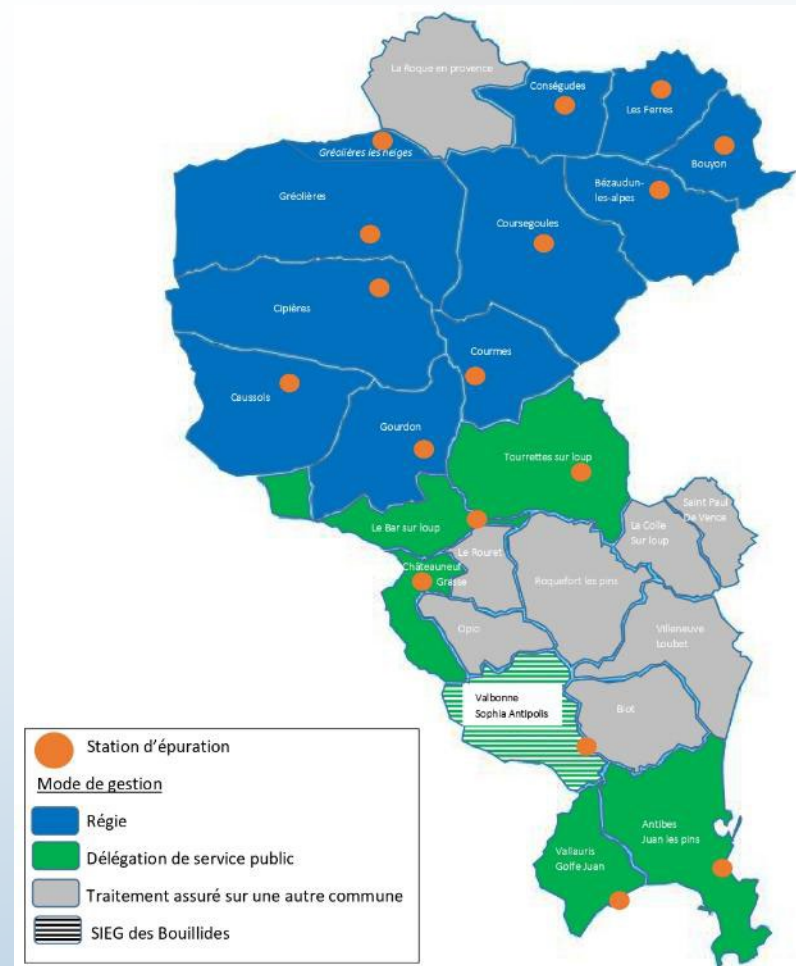 La Roque en provence
Conségudes
Les Ferres
Bouyon
Gréolières les neiges
Bézaudun-
les-alpes
Gréolières
Coursegoules
Cipières
Courmes
Caussols
Gourdon
Tourrettes sur loup
Saint Paul
De Vence
La Colle
Sur loup
Le Bar sur loup
Le Rouret
Châteauneuf
Grasse
Roquefort les pins
Opio
Villeneuve
Loubet
Valbonne
Sophia Antipolis
Biot
Antibes
Juan les pins
Vallauris
Golfe Juan
Station d'épuration
Mode de gestion
Régie
Délégation de service public
Traitement assuré sur une autre commune
SIEG des Bouillides